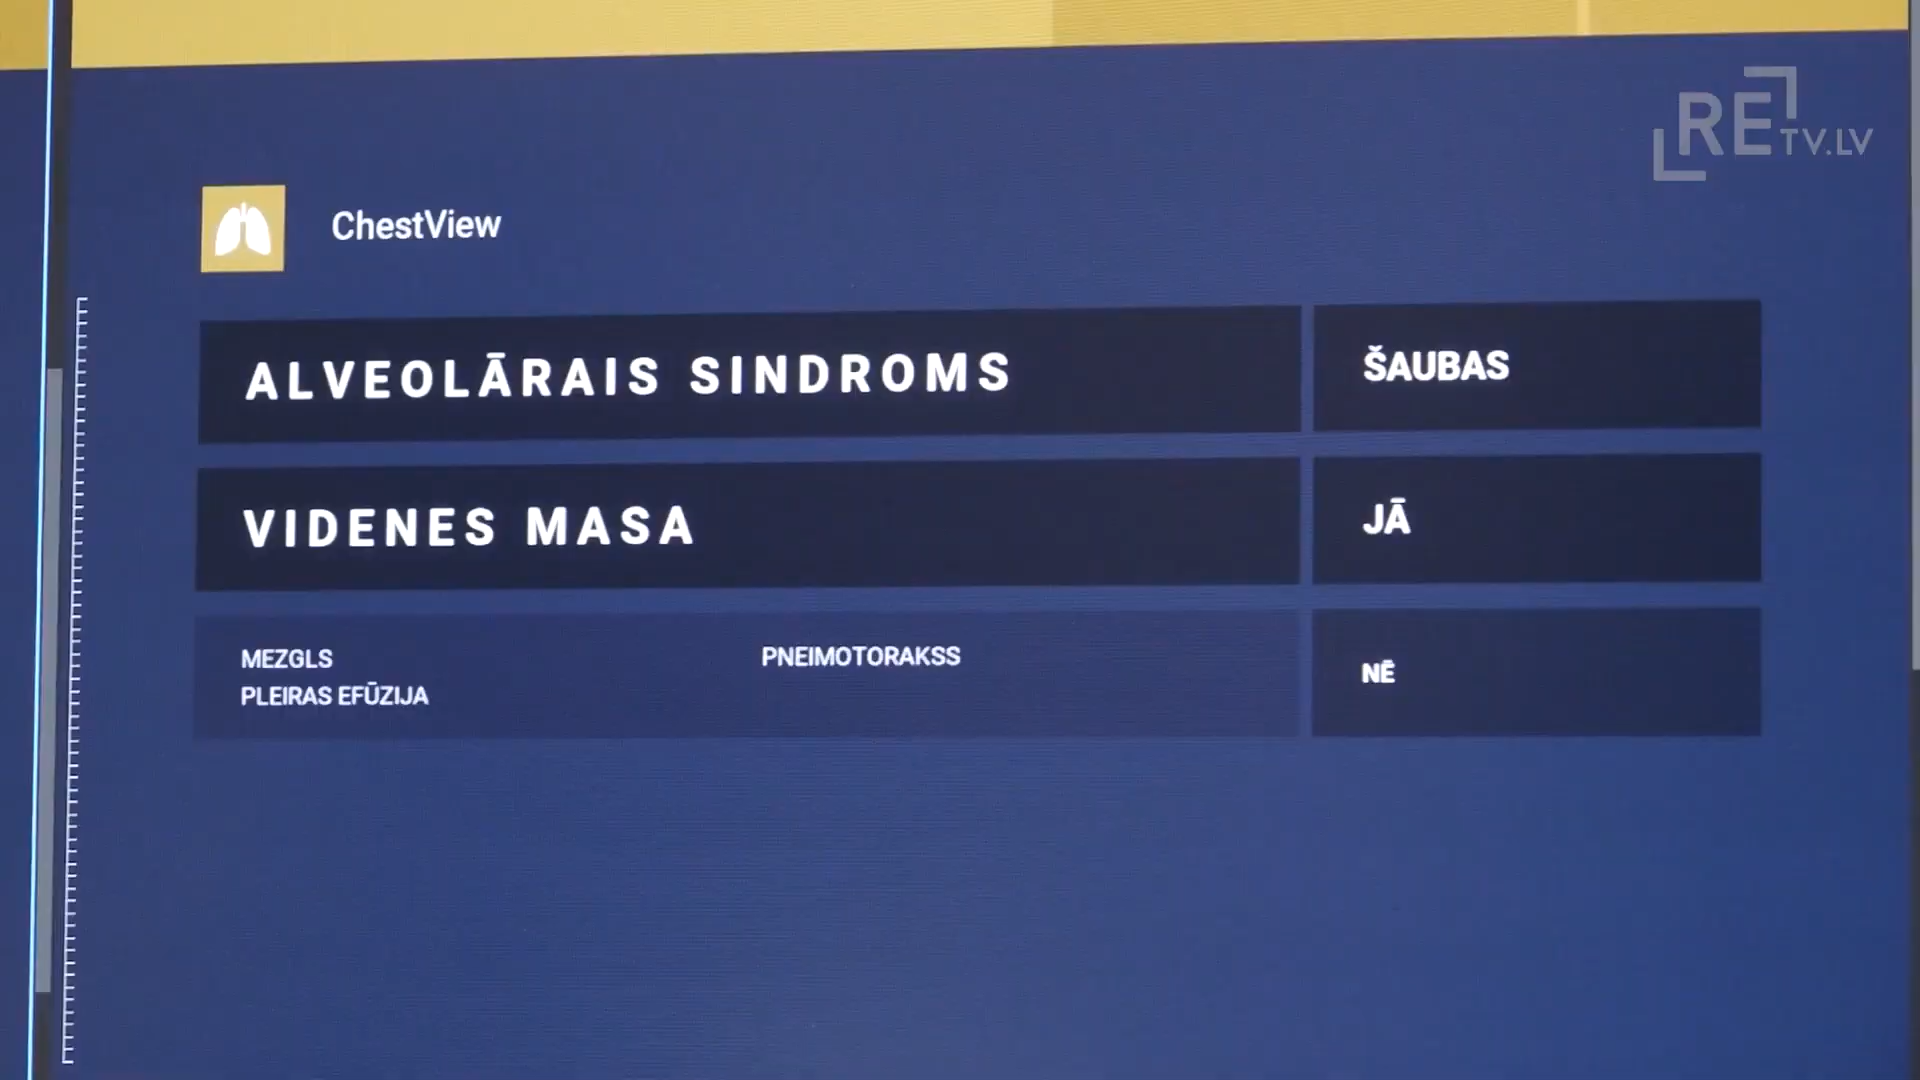 RE TV.LV
ChestView
ALVEOLĀRAIS SINDROMS
ŠAUBAS
VIDENES MASA
JĀ
MEZGLS
PNEIMOTORAKSS
PLEIRAS EFŪZIJA
NĒ